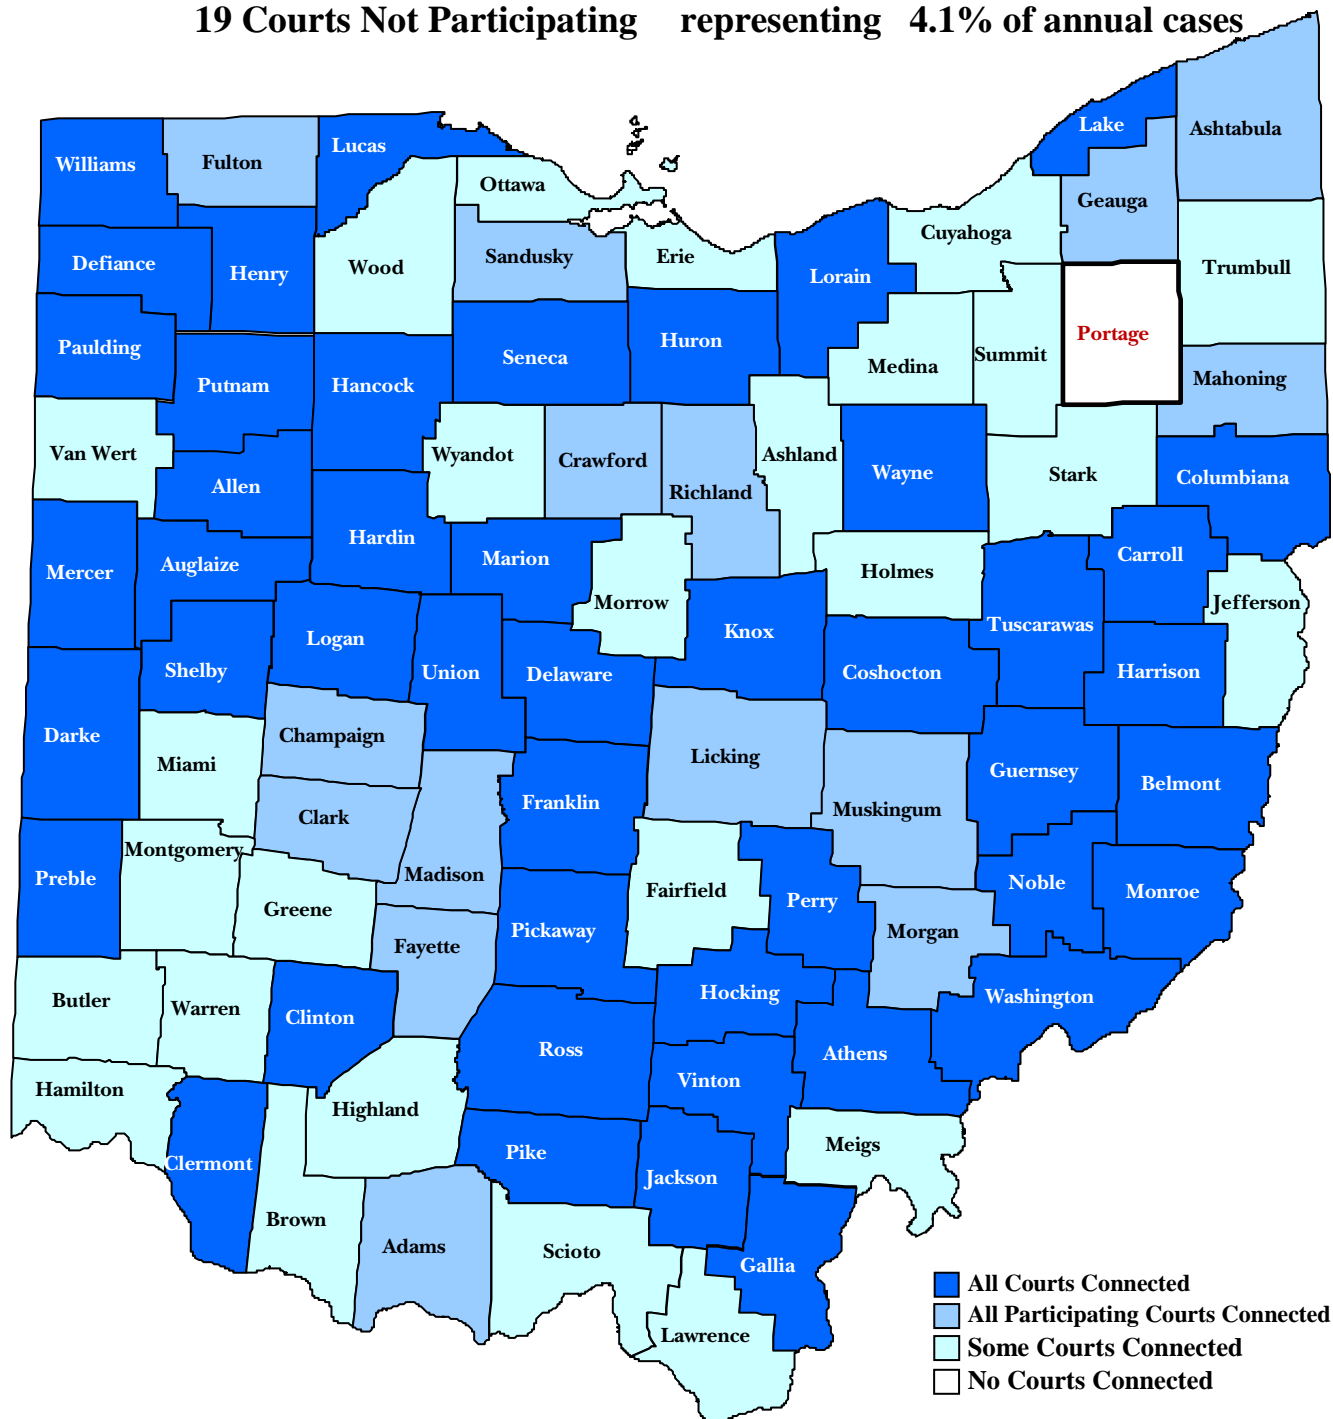 19 Courts Not Participating representing 4.1% of annual cases
Lake
Ashtabula
Williams
Fulton
Lucas
Ottawa
Geauga
Cuyahoga
Defiance
Henry
Wood
Sandusky
Erie
Lorain
Trumbull
Paulding
Putnam
Hancock
Seneca
Huron
Medina
Summit
Portage
Mahoning
Van Wert
Allen
Wyandot
Crawford
Richland
Ashland
Wayne
Stark
Columbiana
Mercer
Auglaize
Hardin
Marion
Morrow
Holmes
Carroll
Jefferson
Shelby
Logan
Union
Delaware
Knox
Coshocton
Tuscarawas
Harrison
Darke
Miami
Champaign
Licking
Guernsey
Belmont
Clark
Franklin
Muskingum
Preble
Montgomery
Greene
Madison
Fairfield
Perry
Noble
Monroe
Fayette
Pickaway
Morgan
Butler
Warren
Clinton
Hocking
Washington
Ross
Athens
Hamilton
Highland
Vinton
Clermont
Pike
Jackson
Meigs
Brown
Adams
Scioto
Gallia
Lawrence
All Courts Connected
All Participating Courts Connected
Some Courts Connected
No Courts Connected